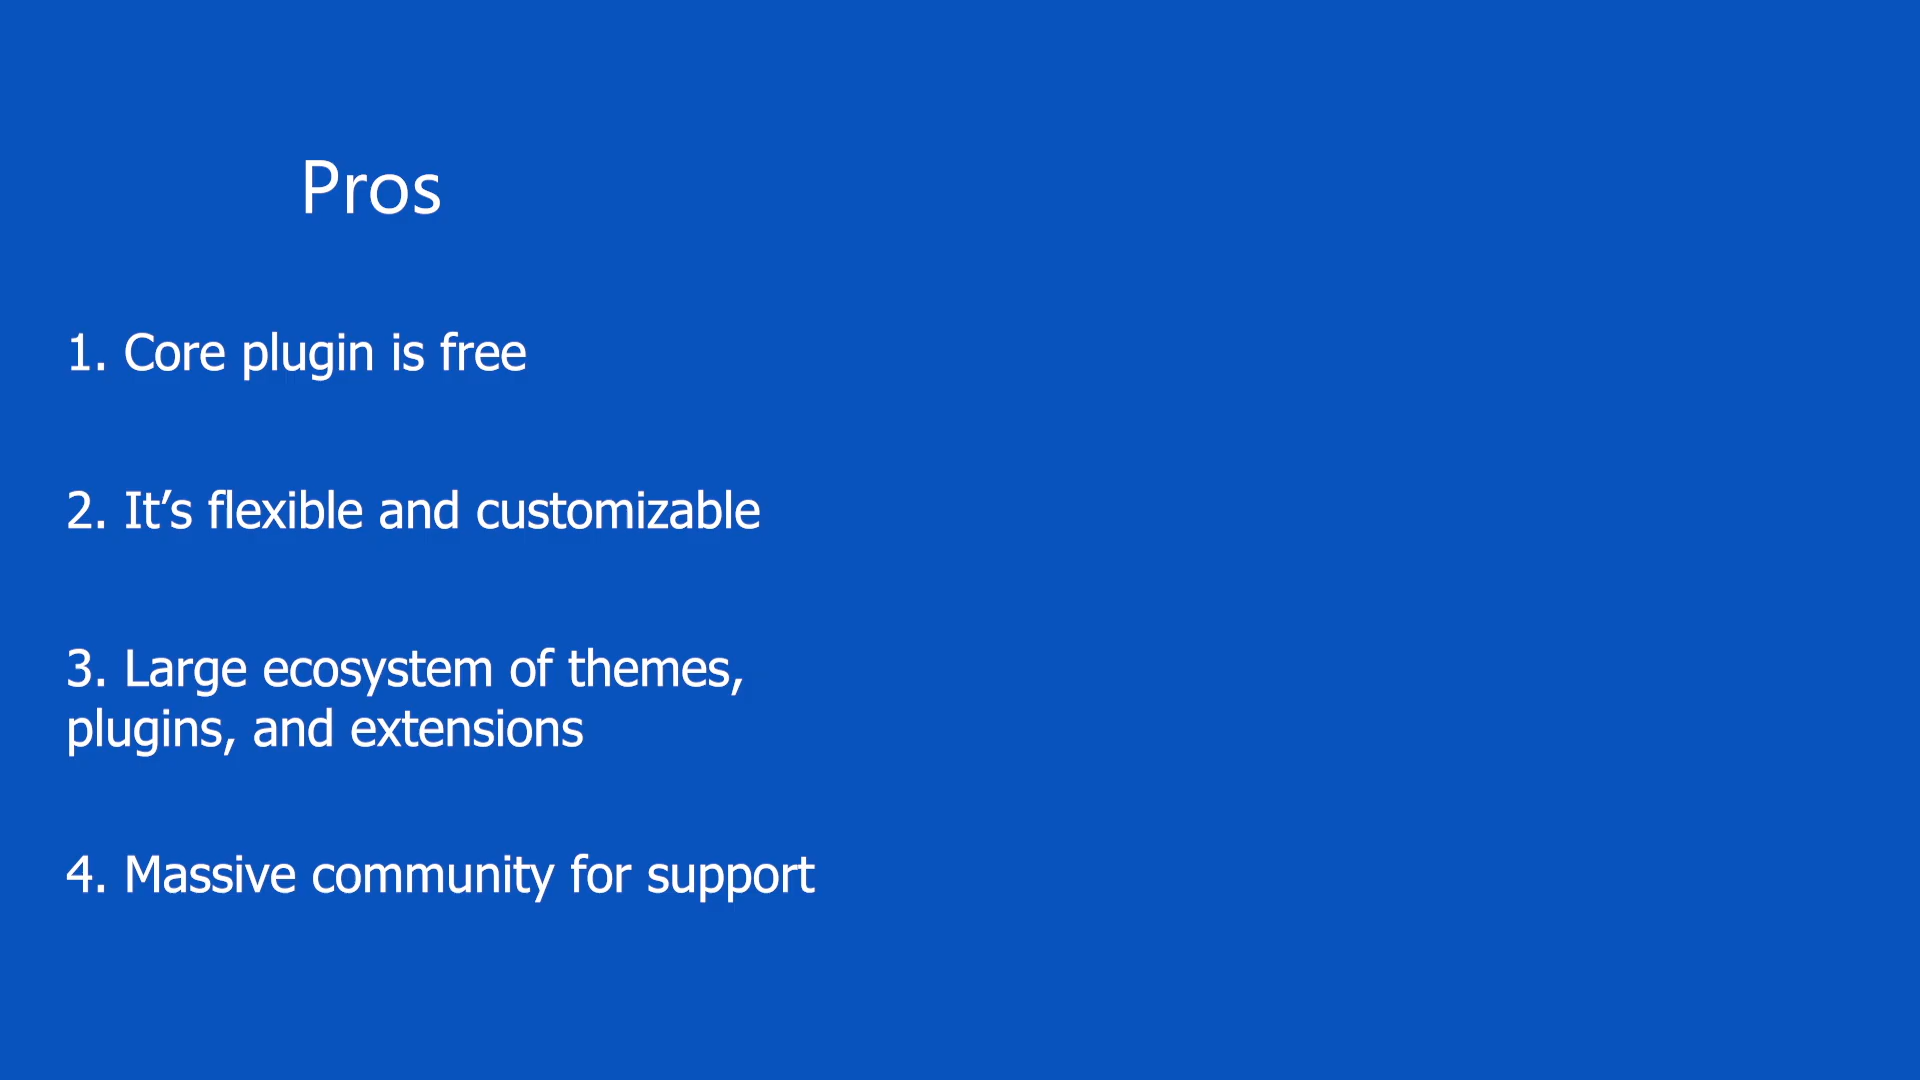 Pros
1. Core plugin is free
2. It’s flexible and customizable
3. Large ecosystem of themes,
plugins, and extensions
4. Massive community for support